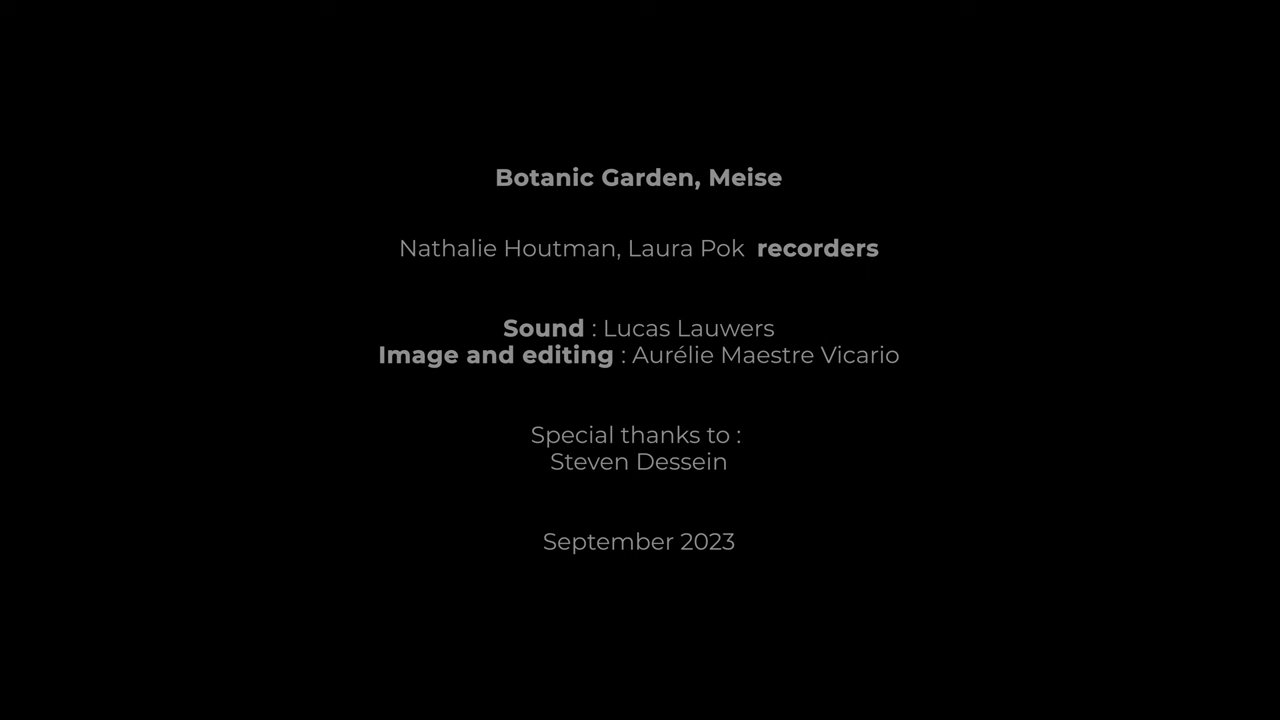 Botanic Garden, Meise
Nathalie Houtman, Laura Pok recorders
Sound : Lucas Lauwers
Image and editing : Aurélie Maestre Vicario
Special thanks to :
Steven Dessein
September 2023